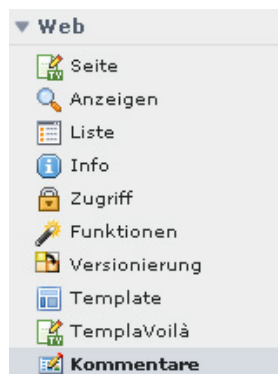 Web
Seite
Anzeigen
Liste
Info
Zugriff
Funktionen
Versionierung
Template
TemplaVoilà
Kommentare